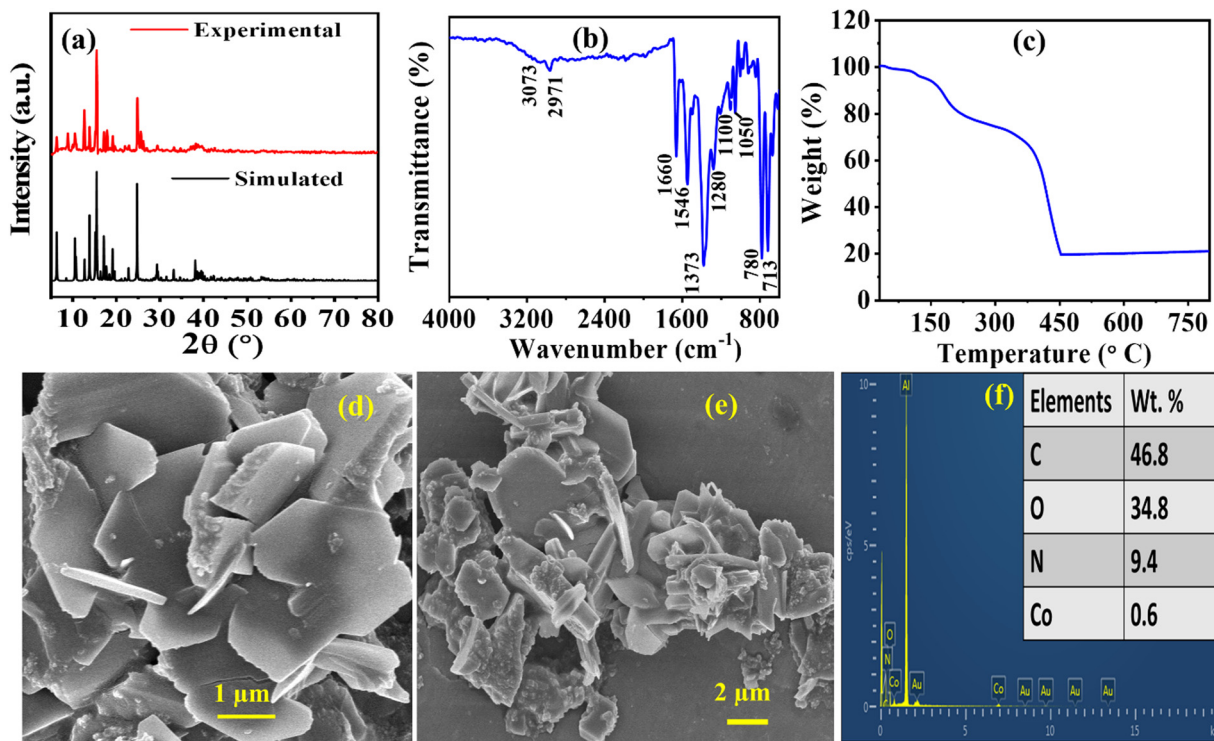 (a)
Experimental
Simulated
Intensity (a.u.)
10 20 30 40 50 60 70 80
2θ (°)
(b)
3073
2971
1660
1546
1373
1280
1100
1050
780
713
Transmittance (%)
4000 3200 2400 1600 800
Wavenumber (cm⁻¹)
(c)
120
100
80
60
40
20
0
Weight (%)
150 300 450 600 750
Temperature (° C)
(d)
1 µm
(e)
2 µm
(f)
10
5
0
cps/eV
Al
O
N
Co
Au
Co
Au
Au
Au
Au
0 5 10 15
Elements Wt. %
C 46.8
O 34.8
N 9.4
Co 0.6